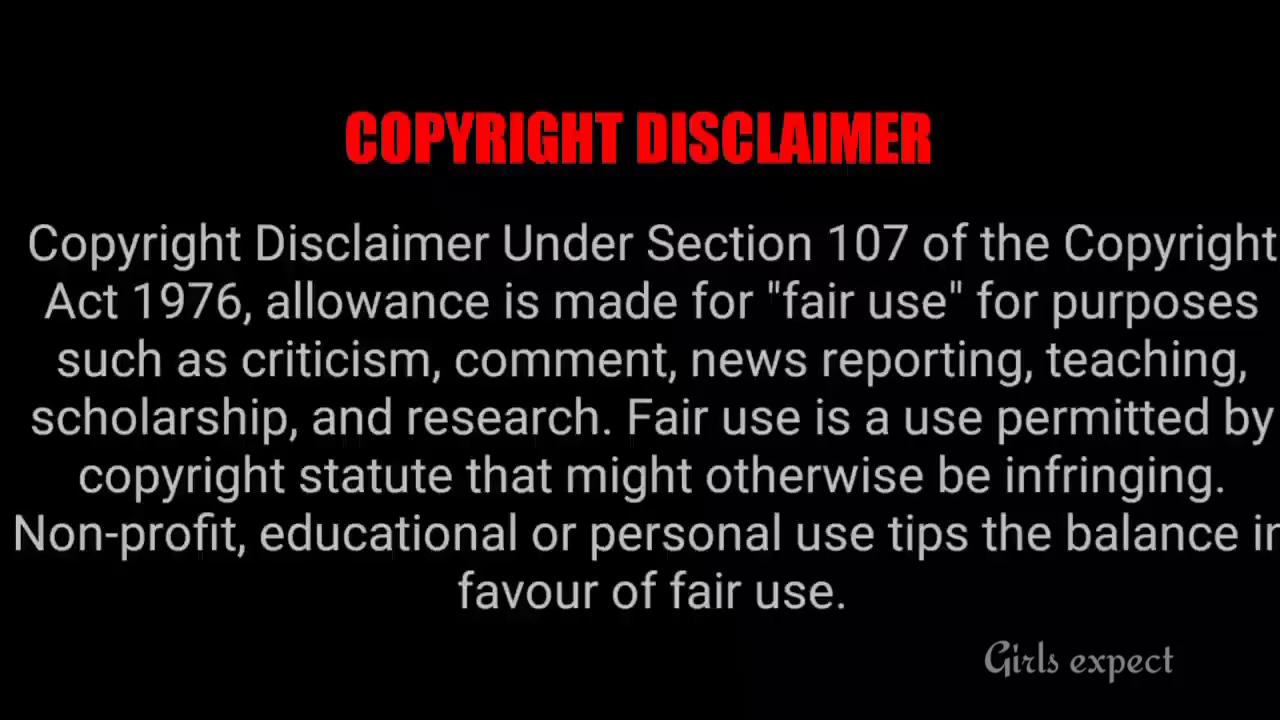 COPYRIGHT DISCLAIMER
Copyright Disclaimer Under Section 107 of the Copyright
Act 1976, allowance is made for "fair use" for purposes
such as criticism, comment, news reporting, teaching,
scholarship, and research. Fair use is a use permitted by
copyright statute that might otherwise be infringing.
Non-profit, educational or personal use tips the balance in
favour of fair use.
Girls expect